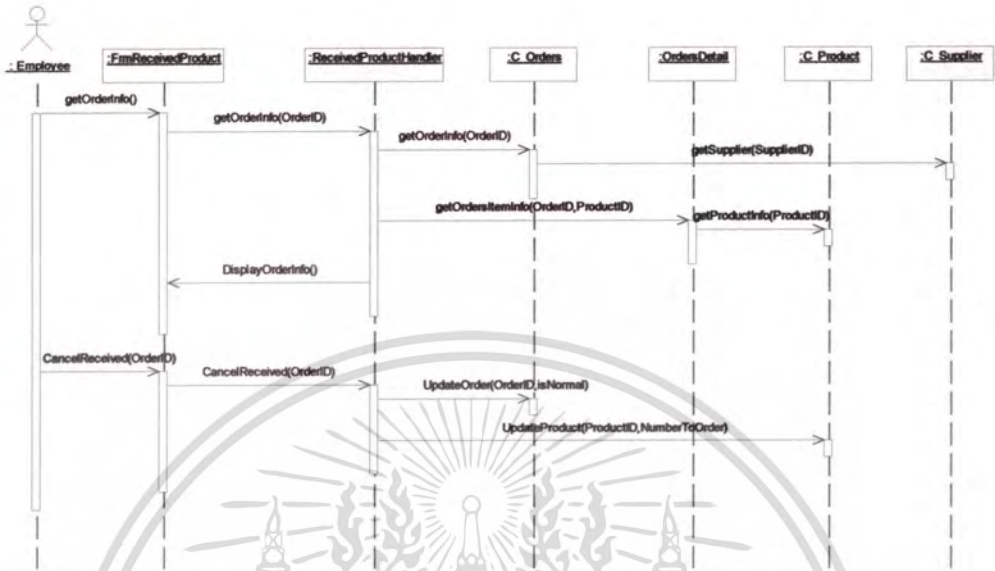 : Employee
:FrmReceivedProduct
:ReceivedProductHandler
:C_Orders
:OrdersDetail
:C_Product
:C_Supplier
getOrderInfo()
getOrderInfo(OrderID)
getOrderInfo(OrderID)
getSupplier(SupplierID)
getOrdersItemInfo(OrderID,ProductID)
getProductInfo(ProductID)
DisplayOrderInfo()
CancelReceived(OrderID)
CancelReceived(OrderID)
UpdateOrder(OrderID,isNormal)
UpdateProduct(ProductID,NumberToOrder)